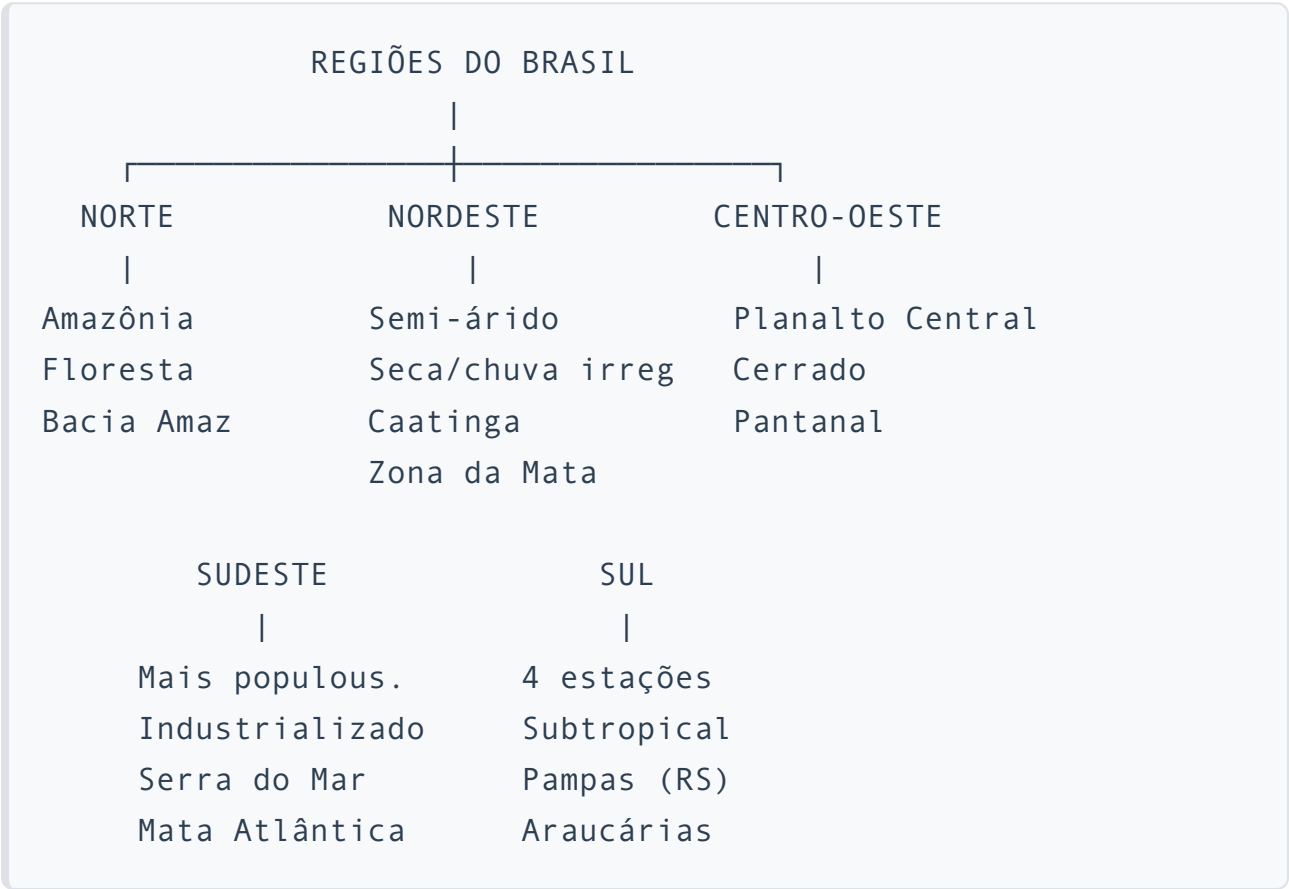 REGIÕES DO BRASIL
NORTE NORDESTE CENTRO-OESTE
Amazônia Semi-árido Planalto Central
Floresta Seca/chuva irreg Cerrado
Bacia Amaz Caatinga Pantanal
Zona da Mata
SUDESTE SUL
Mais populous. 4 estações
Industrializado Subtropical
Serra do Mar Pampas (RS)
Mata Atlântica Araucárias